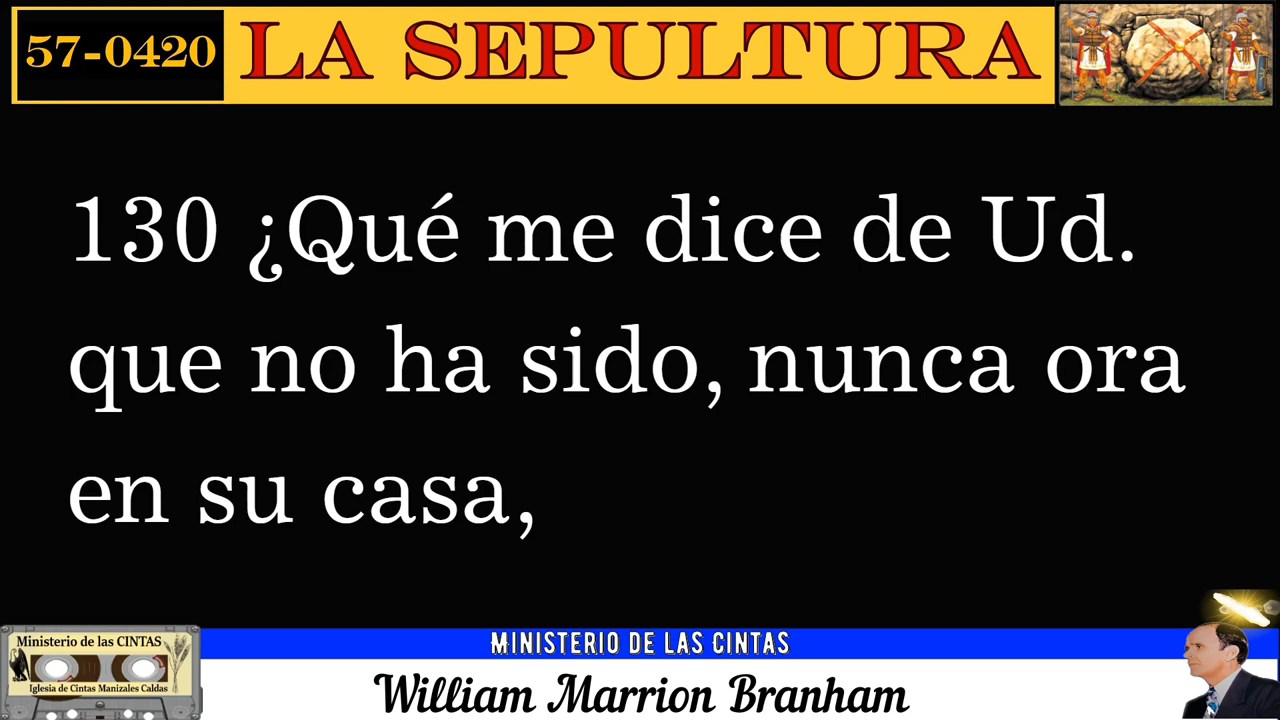 57-0420
LA SEPULTURA
130 ¿Qué me dice de Ud.
que no ha sido, nunca ora
en su casa,
MINISTERIO DE LAS CINTAS
Ministerio de las CINTAS
Iglesia de Cintas Manizales Caldas
William Marrion Branham